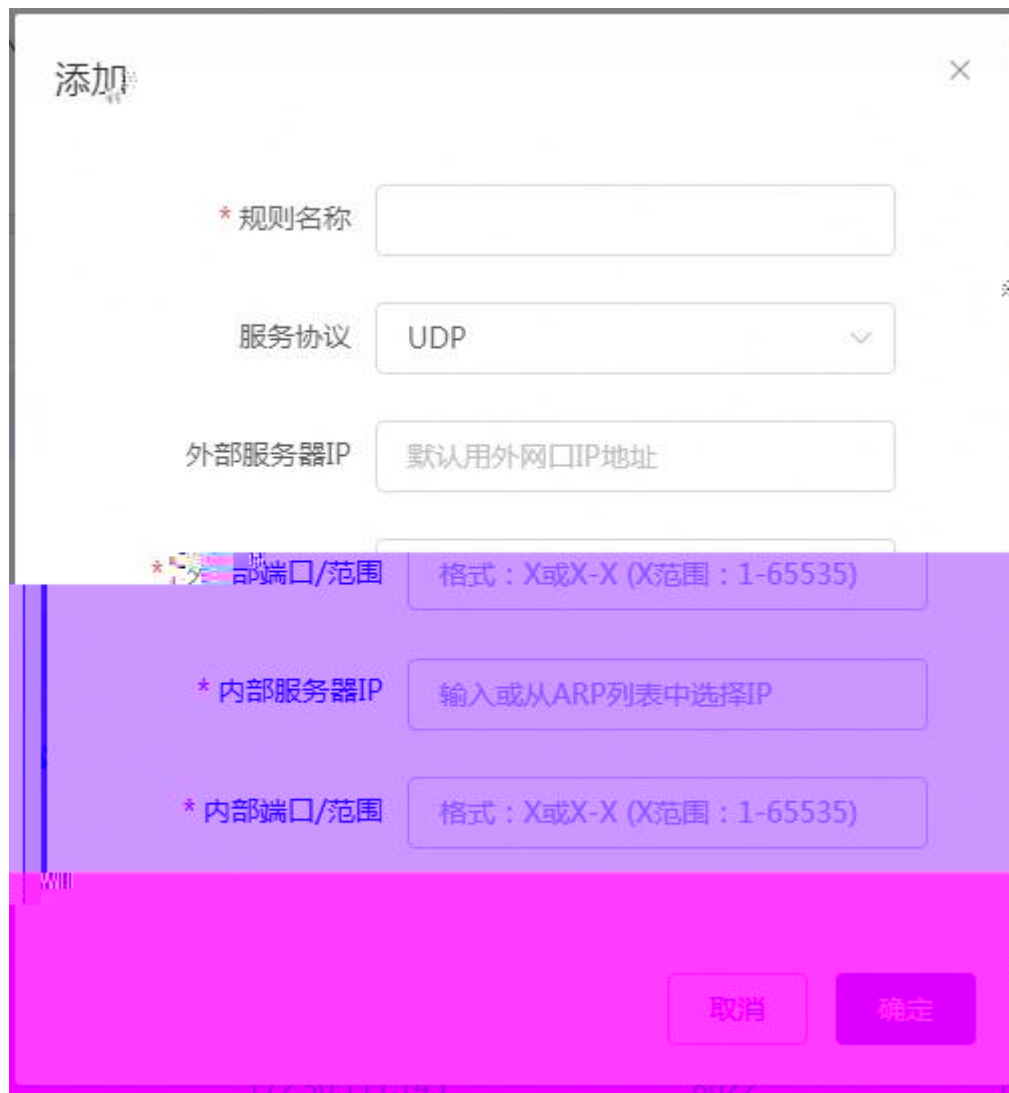 添加
* 规则名称
服务协议 UDP
外部服务器IP 默认用外网口IP地址
* 部端口/范围 格式：X或X-X (X范围：1-65535)
* 内部服务器IP 输入或从ARP列表中选择IP
* 内部端口/范围 格式：X或X-X (X范围：1-65535)
取消 确定